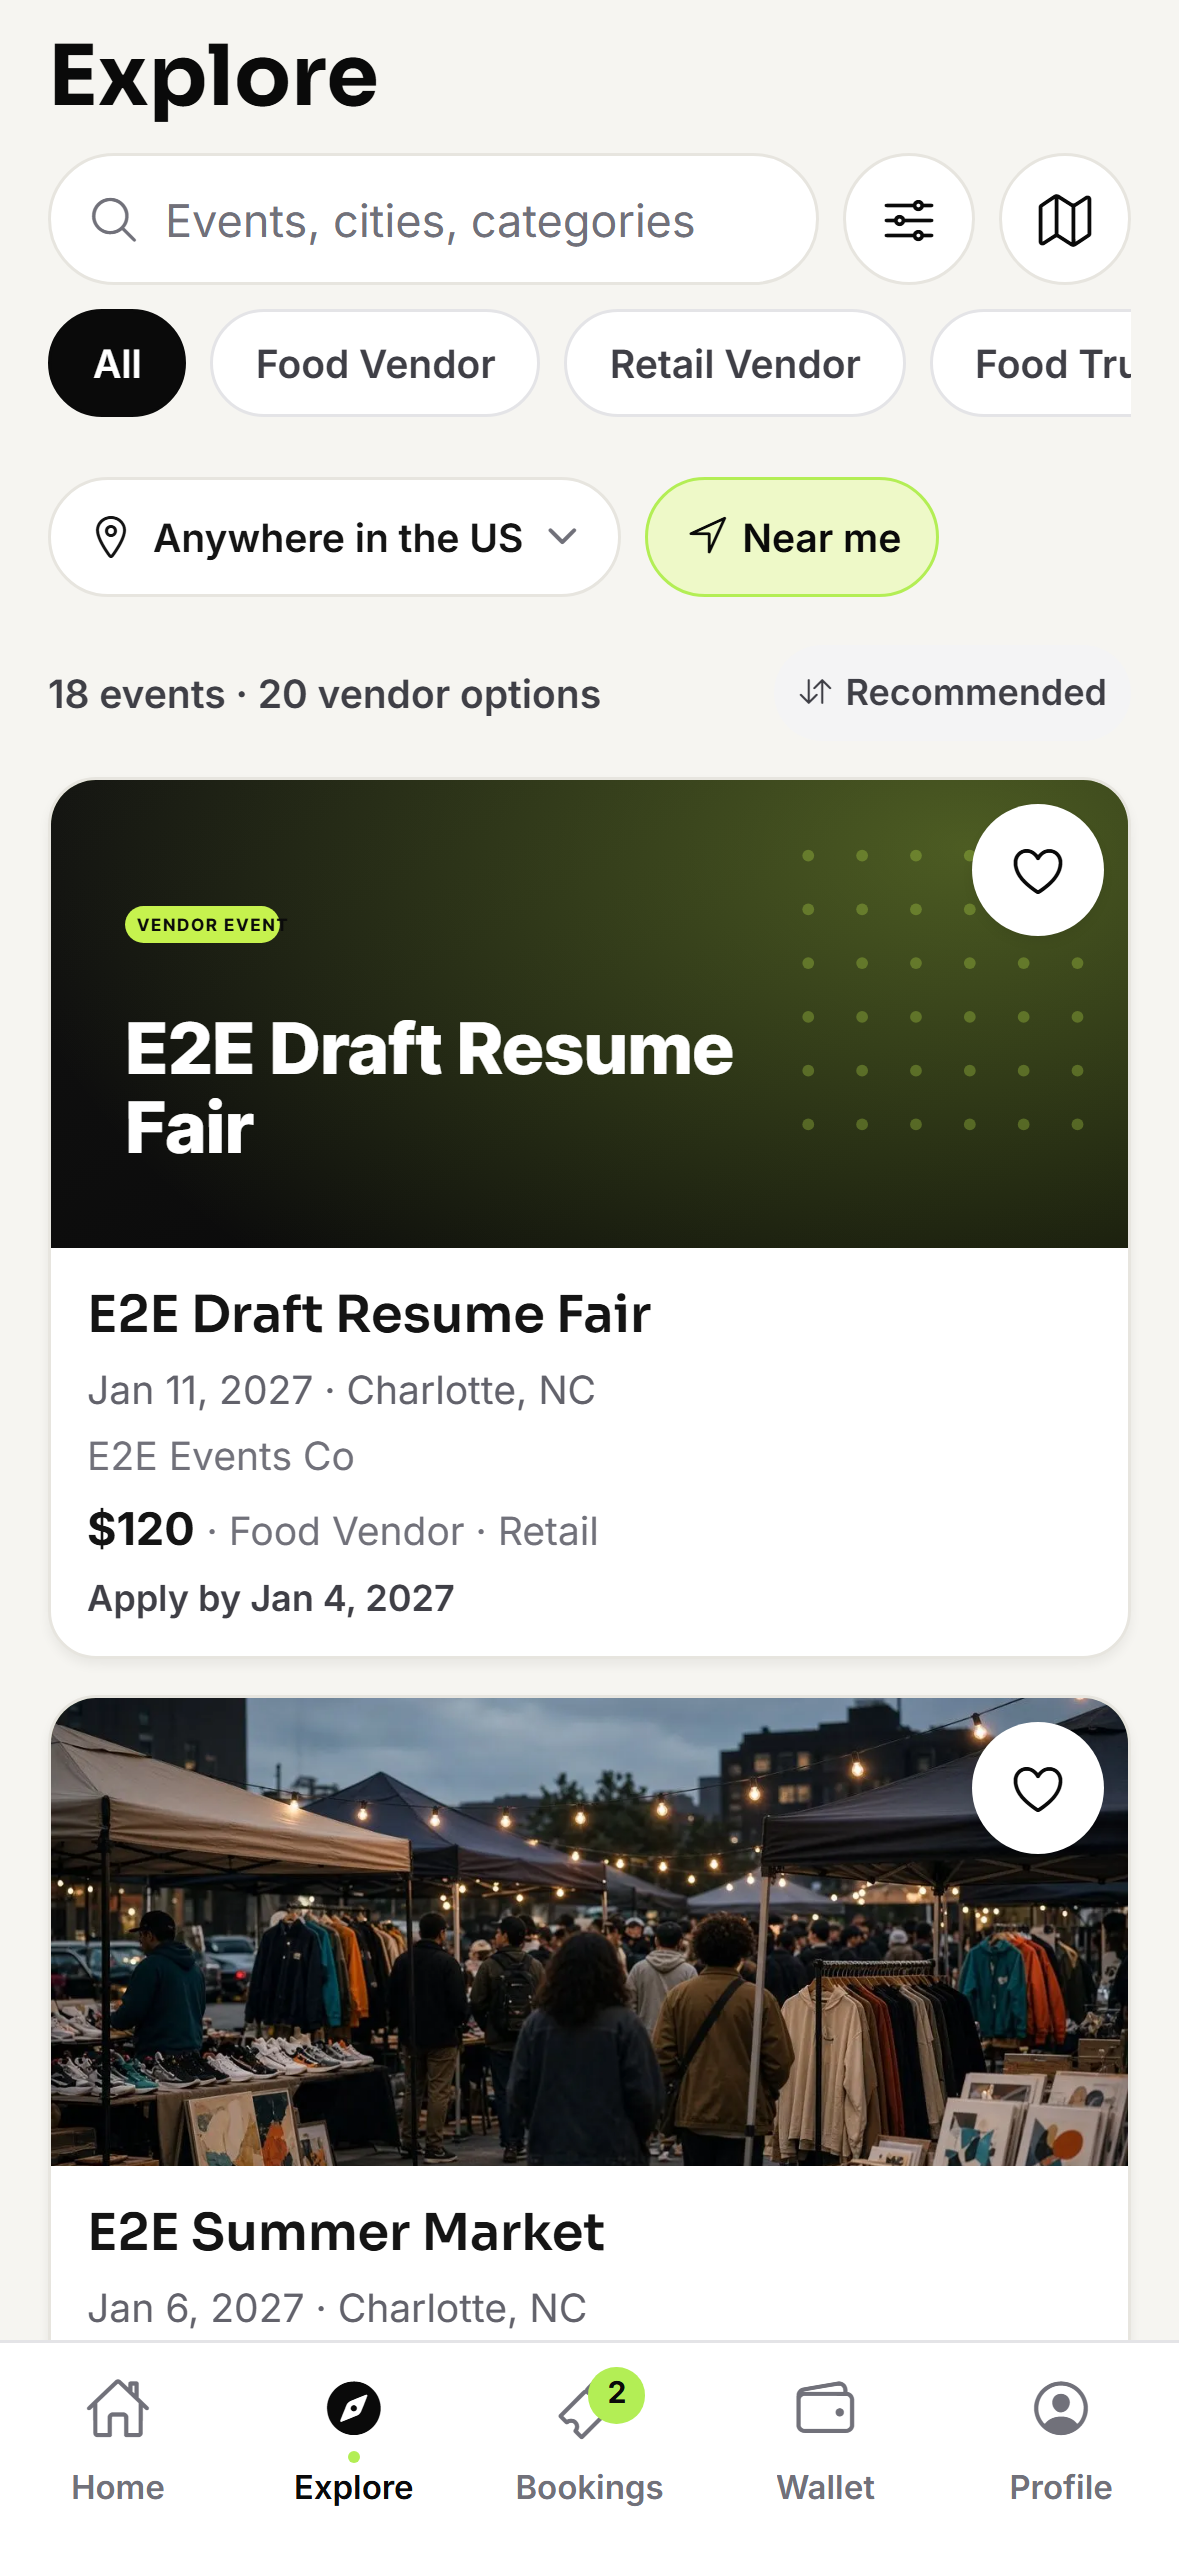 Explore
Events, cities, categories
All
Food Vendor
Retail Vendor
Food Tru
Anywhere in the US
Near me
18 events · 20 vendor options
Recommended
VENDOR EVENT
E2E Draft Resume
Fair
E2E Draft Resume Fair
Jan 11, 2027 · Charlotte, NC
E2E Events Co
$120 · Food Vendor · Retail
Apply by Jan 4, 2027
E2E Summer Market
Jan 6, 2027 · Charlotte, NC
2
Home
Explore
Bookings
Wallet
Profile